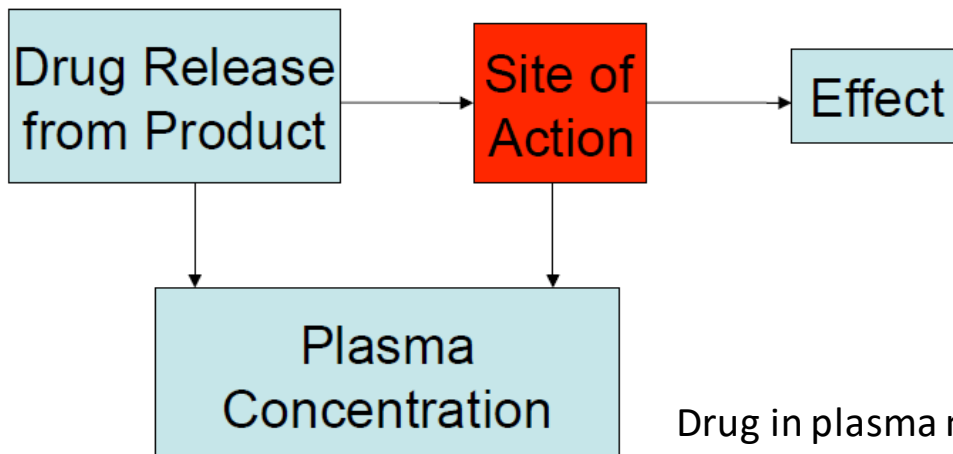 Drug Release
from Product
Site of
Action
Effect
Plasma
Concentration
Drug in plasma